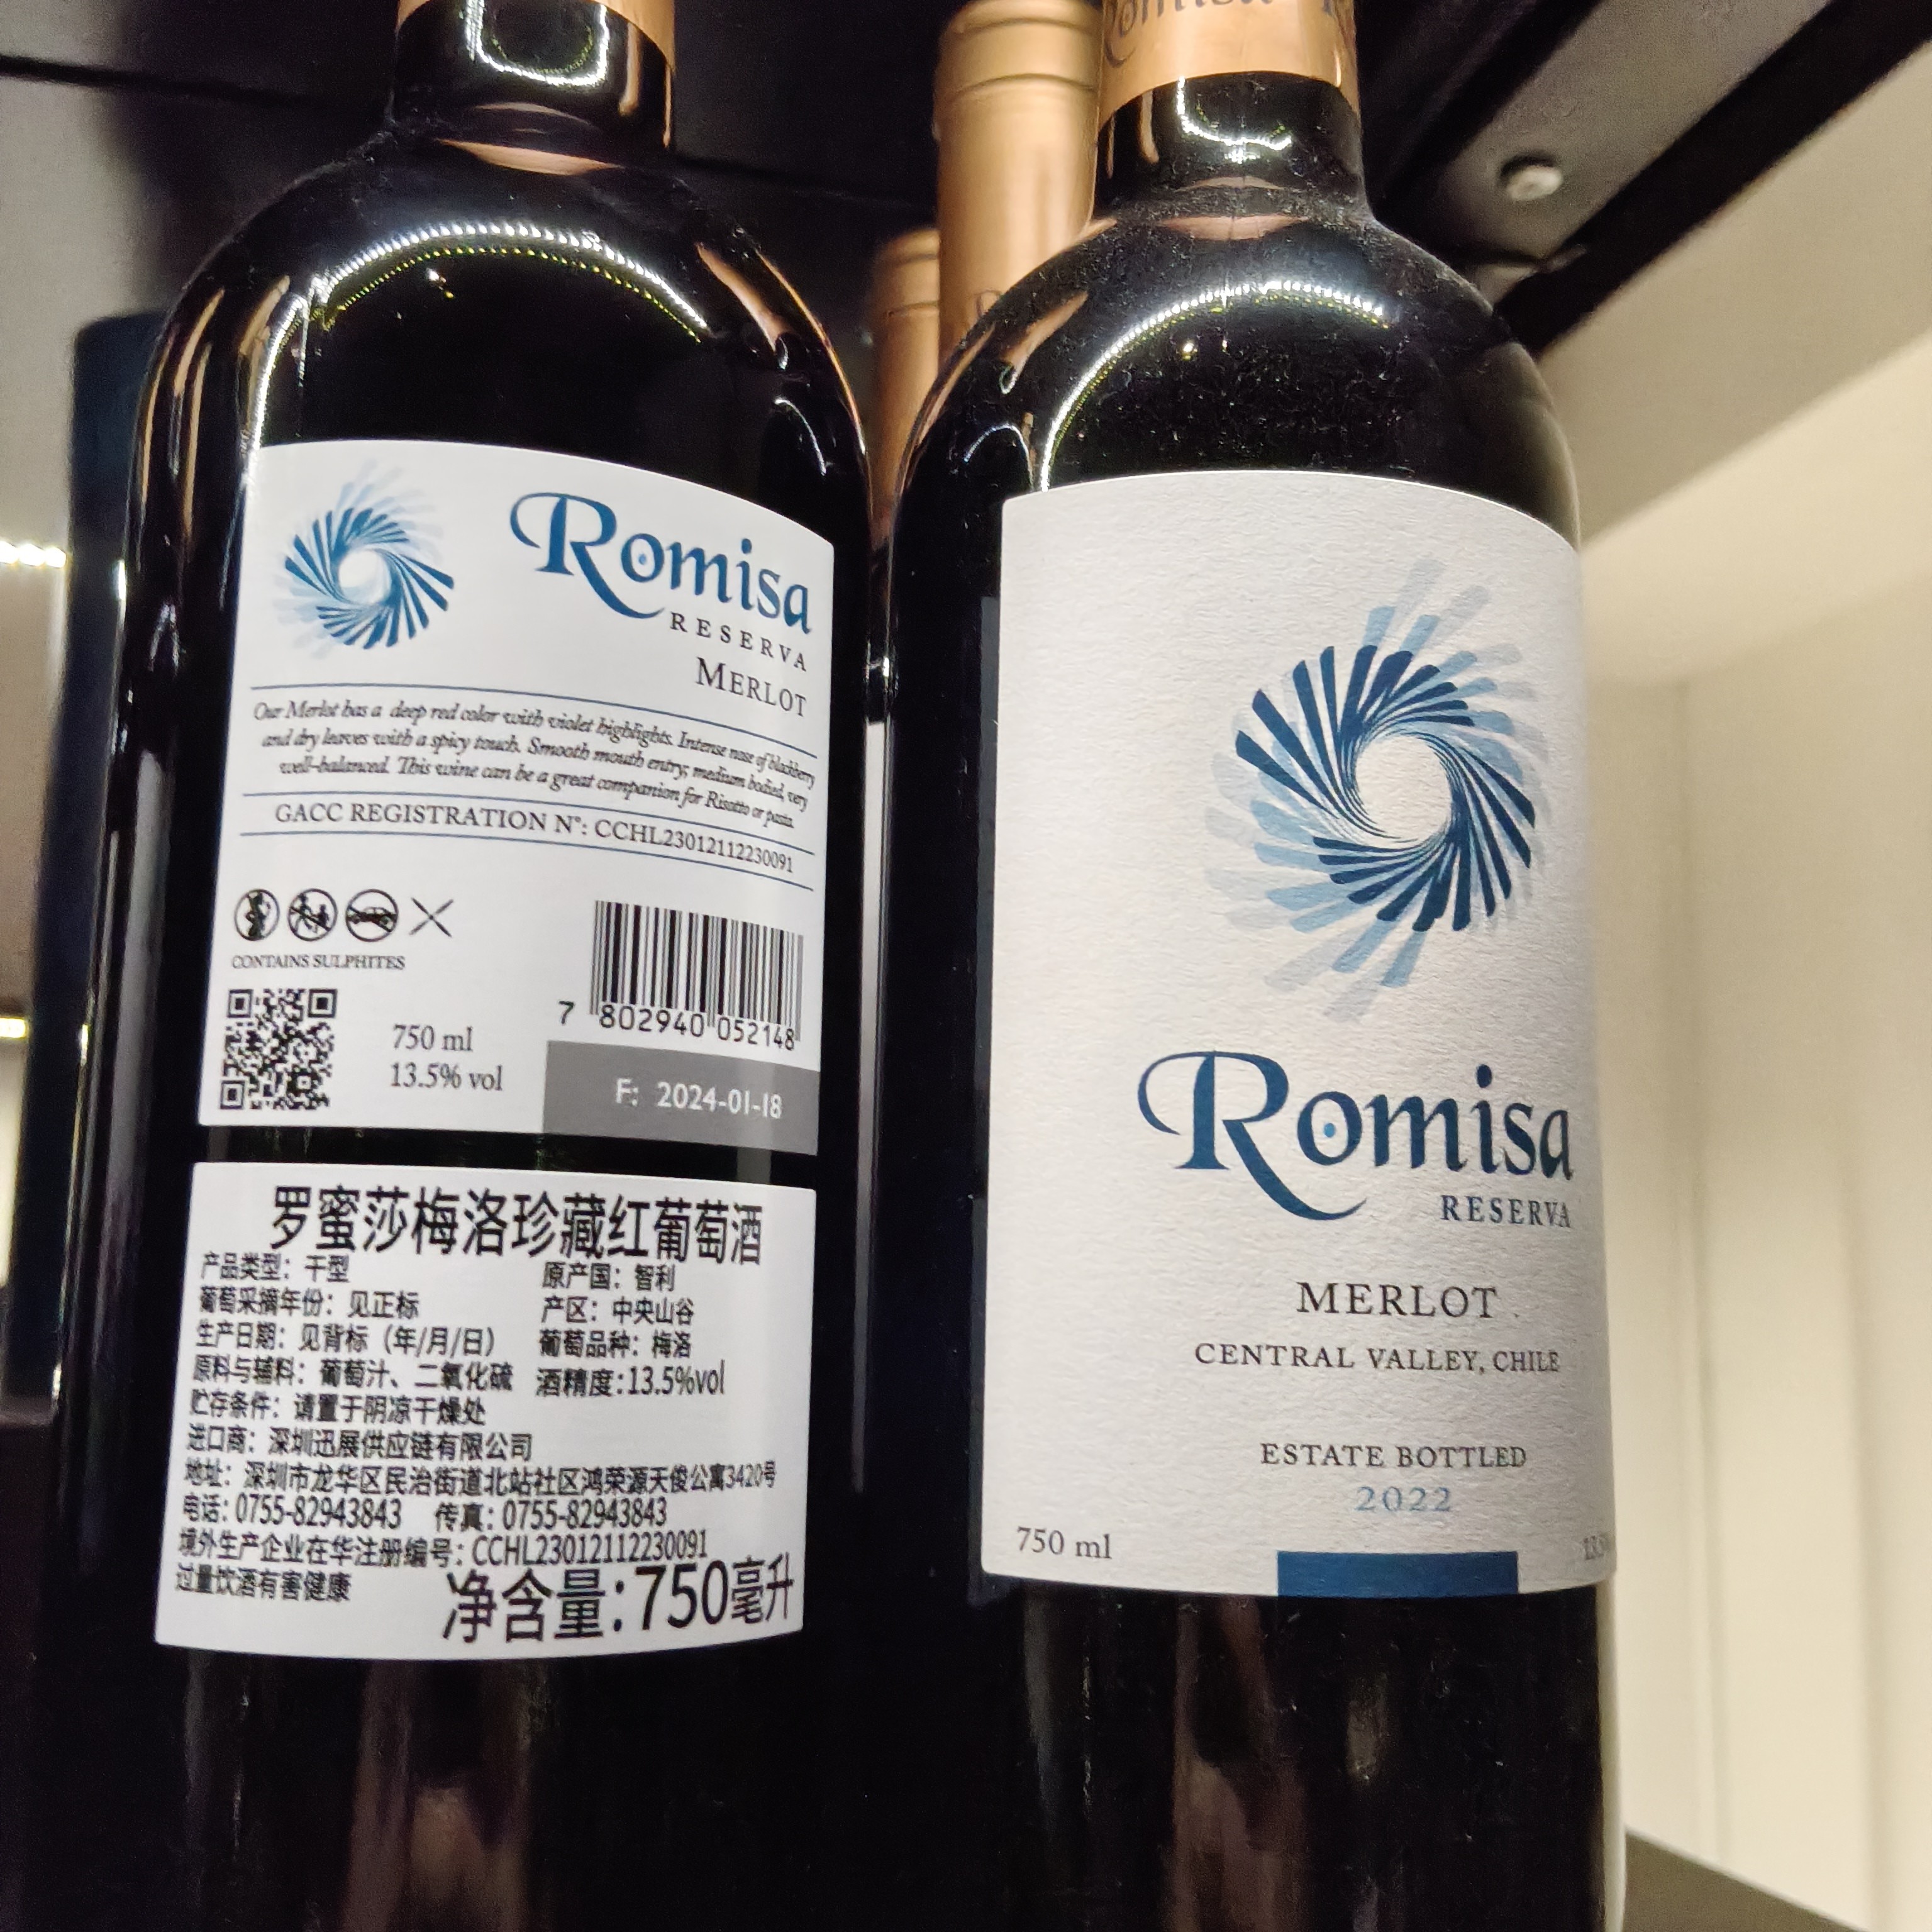 Romisa
Romisa
RESERVA
MERLOT
Our Merlot has a deep red color with violet highlights. Intense nose of blackberry
and dry leaves with a spicy touch. Smooth mouth entry, medium bodied, very
well-balanced. This wine can be a great companion for Risotto or pasta.
GACC REGISTRATION N°: CCHL23012112230091
CONTAINS SULPHITES
750 ml
13.5% vol
7 802940 052148
F: 2024-01-18
罗蜜莎梅洛珍藏红葡萄酒
产品类型：干型 原产国：智利
葡萄采摘年份：见正标 产区：中央山谷
生产日期：见背标（年/月/日） 葡萄品种：梅洛
原料与辅料：葡萄汁、二氧化硫 酒精度：13.5%vol
贮存条件：请置于阴凉干燥处
进口商：深圳迅展供应链有限公司
地址：深圳市龙华区民治街道北站社区鸿荣源天俊公寓3420号
电话：0755-82943843 传真：0755-82943843
境外生产企业在华注册编号：CCHL23012112230091
过量饮酒有害健康
净含量：750毫升
Romisa
RESERVA
MERLOT
CENTRAL VALLEY, CHILE
ESTATE BOTTLED
2022
750 ml